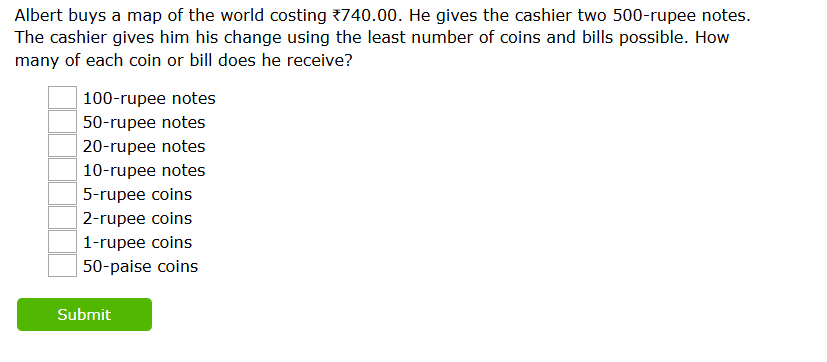 Albert buys a map of the world costing ₹740.00. He gives the cashier two 500-rupee notes.
The cashier gives him his change using the least number of coins and bills possible. How
many of each coin or bill does he receive?
100-rupee notes
50-rupee notes
20-rupee notes
10-rupee notes
5-rupee coins
2-rupee coins
1-rupee coins
50-paise coins
Submit